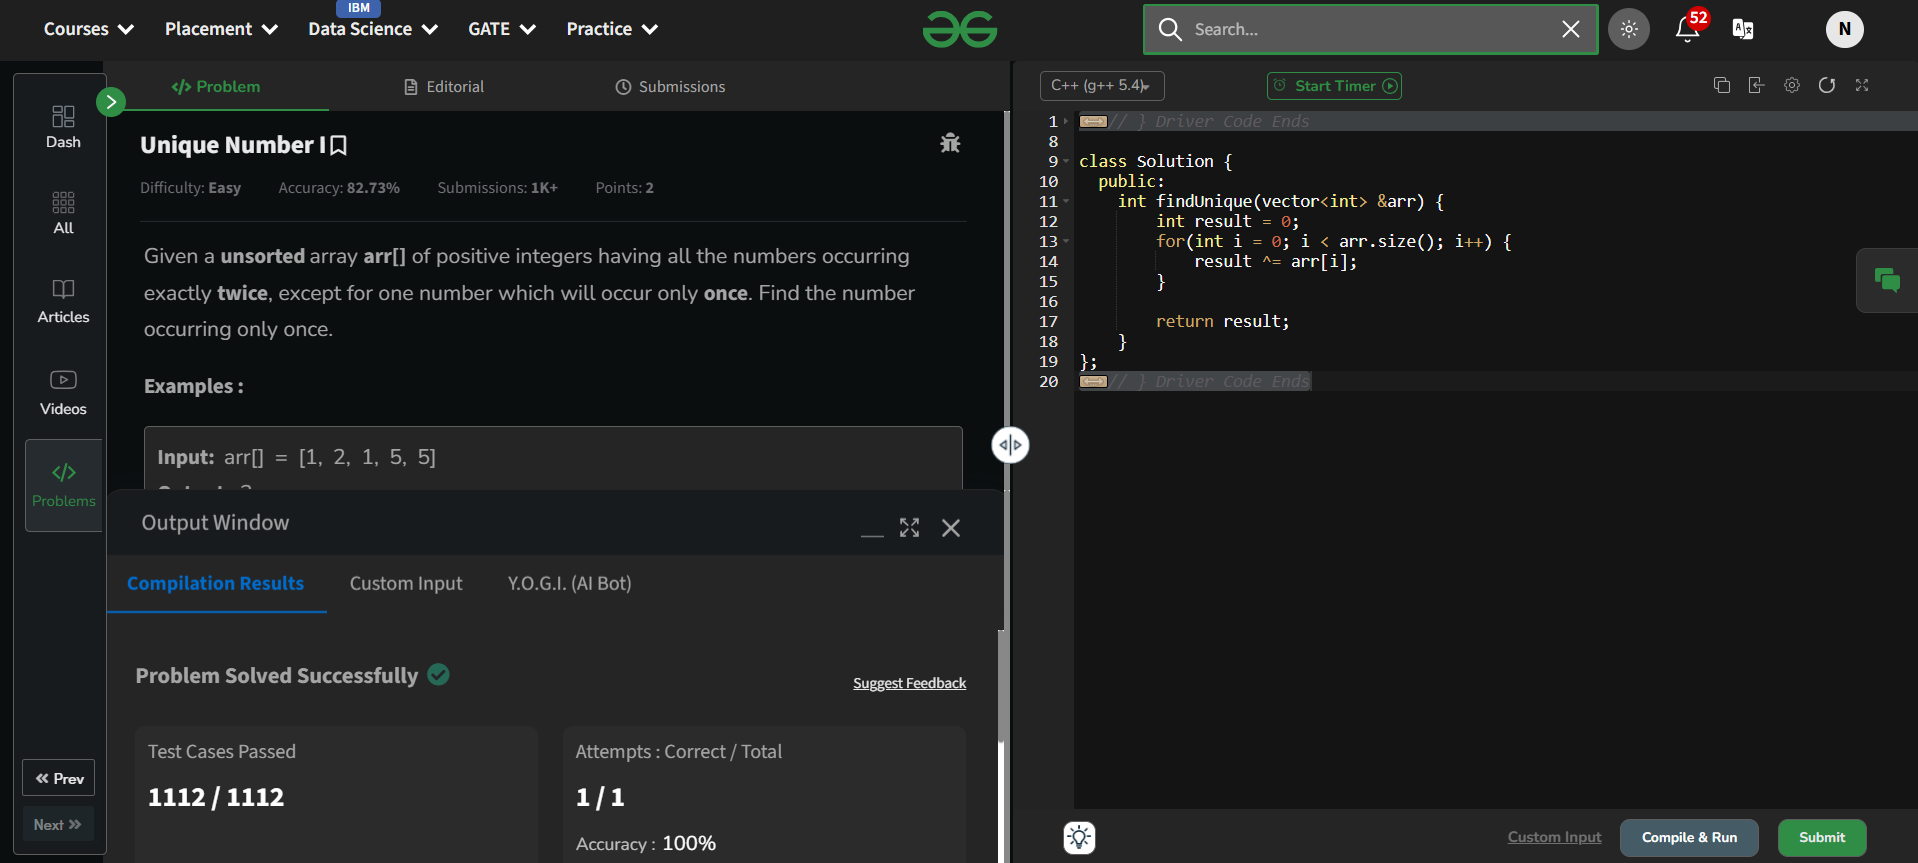 IBM
Courses Placement Data Science GATE Practice
Search...
52
N
Dash
All
Articles
Videos
Problems
Prev
Next
Problem Editorial Submissions
Unique Number I
Difficulty: Easy Accuracy: 82.73% Submissions: 1K+ Points: 2
Given a unsorted array arr[] of positive integers having all the numbers occurring
exactly twice, except for one number which will occur only once. Find the number
occurring only once.
Examples :
Input: arr[] = [1, 2, 1, 5, 5]
Output Window
Compilation Results Custom Input Y.O.G.I. (AI Bot)
Problem Solved Successfully
Suggest Feedback
Test Cases Passed
1112 / 1112
Attempts : Correct / Total
1 / 1
Accuracy : 100%
C++ (g++ 5.4) Start Timer
1 // } Driver Code Ends
8
9 class Solution {
10 public:
11 int findUnique(vector<int> &arr) {
12 int result = 0;
13 for(int i = 0; i < arr.size(); i++) {
14 result ^= arr[i];
15 }
16
17 return result;
18 }
19 };
20 // } Driver Code Ends
Custom Input Compile & Run Submit